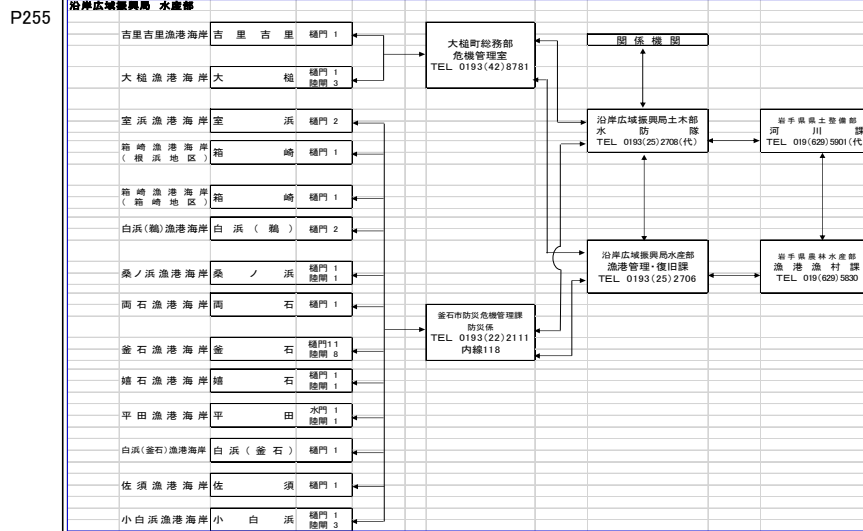 P255
沿岸広域振興局 水産部
吉里吉里漁港海岸 吉里吉里 樋門 1
大槌漁港海岸 大槌 樋門 1
陸閘 3
室浜漁港海岸 室浜 樋門 2
箱崎漁港海岸
(根浜地区) 箱崎 樋門 1
箱崎漁港海岸
(箱崎地区) 箱崎 樋門 1
白浜(鵜)漁港海岸 白浜(鵜) 樋門 2
桑ノ浜漁港海岸 桑ノ浜 樋門 1
陸閘 1
両石漁港海岸 両石 樋門 1
釜石漁港海岸 釜石 樋門11
陸閘 8
嬉石漁港海岸 嬉石 樋門 1
陸閘 1
平田漁港海岸 平田 水門 1
陸閘 1
白浜(釜石)漁港海岸 白浜(釜石) 樋門 1
佐須漁港海岸 佐須 樋門 1
小白浜漁港海岸 小白浜 樋門 1
陸閘 3
大槌町総務部
危機管理室
TEL 0193(42)8781
釜石市防災危機管理課
防災係
TEL 0193(22)2111
内線118
関係機関
沿岸広域振興局土木部
水防隊
TEL 0193(25)2708(代)
沿岸広域振興局水産部
漁港管理・復旧課
TEL 0193(25)2706
岩手県県土整備部
河川課
TEL 019(629)5901(代
岩手県農林水産部
漁港漁村課
TEL 019(629)5830